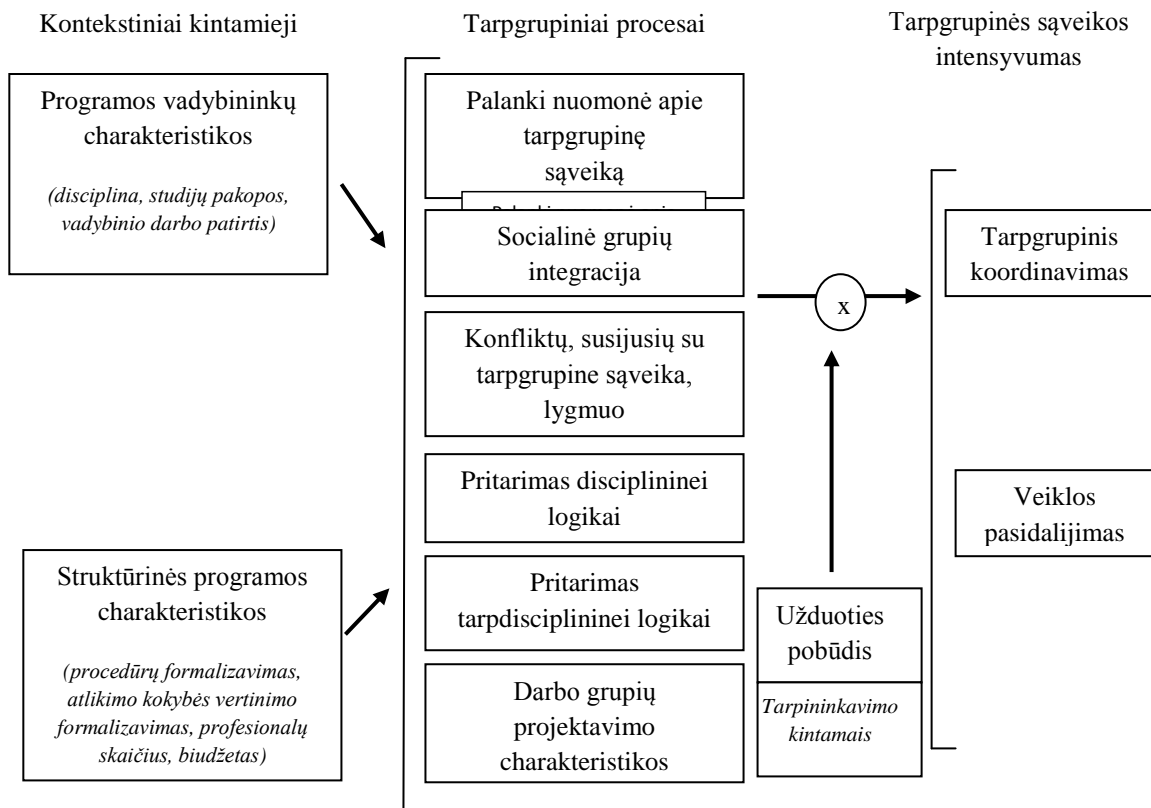 Kontekstiniai kintamieji
Tarpgrupiniai procesai
Tarpgrupinės sąveikos
intensyvumas
Programos vadybininkų
charakteristikos
(disciplina, studijų pakopos,
vadybinio darbo patirtis)
Struktūrinės programos
charakteristikos
(procedūrų formalizavimas,
atlikimo kokybės vertinimo
formalizavimas, profesionalų
skaičius, biudžetas)
Palanki nuomonė apie
tarpgrupinę
sąveiką
Socialinė grupių
integracija
Konfliktų, susijusių su
tarpgrupine sąveika,
lygmuo
Pritarimas disciplininei
logikai
Pritarimas
tarpdisciplininei logikai
Darbo grupių
projektavimo
charakteristikos
x
Užduoties
pobūdis
Tarpininkavimo
kintamais
Tarpgrupinis
koordinavimas
Veiklos
pasidalijimas